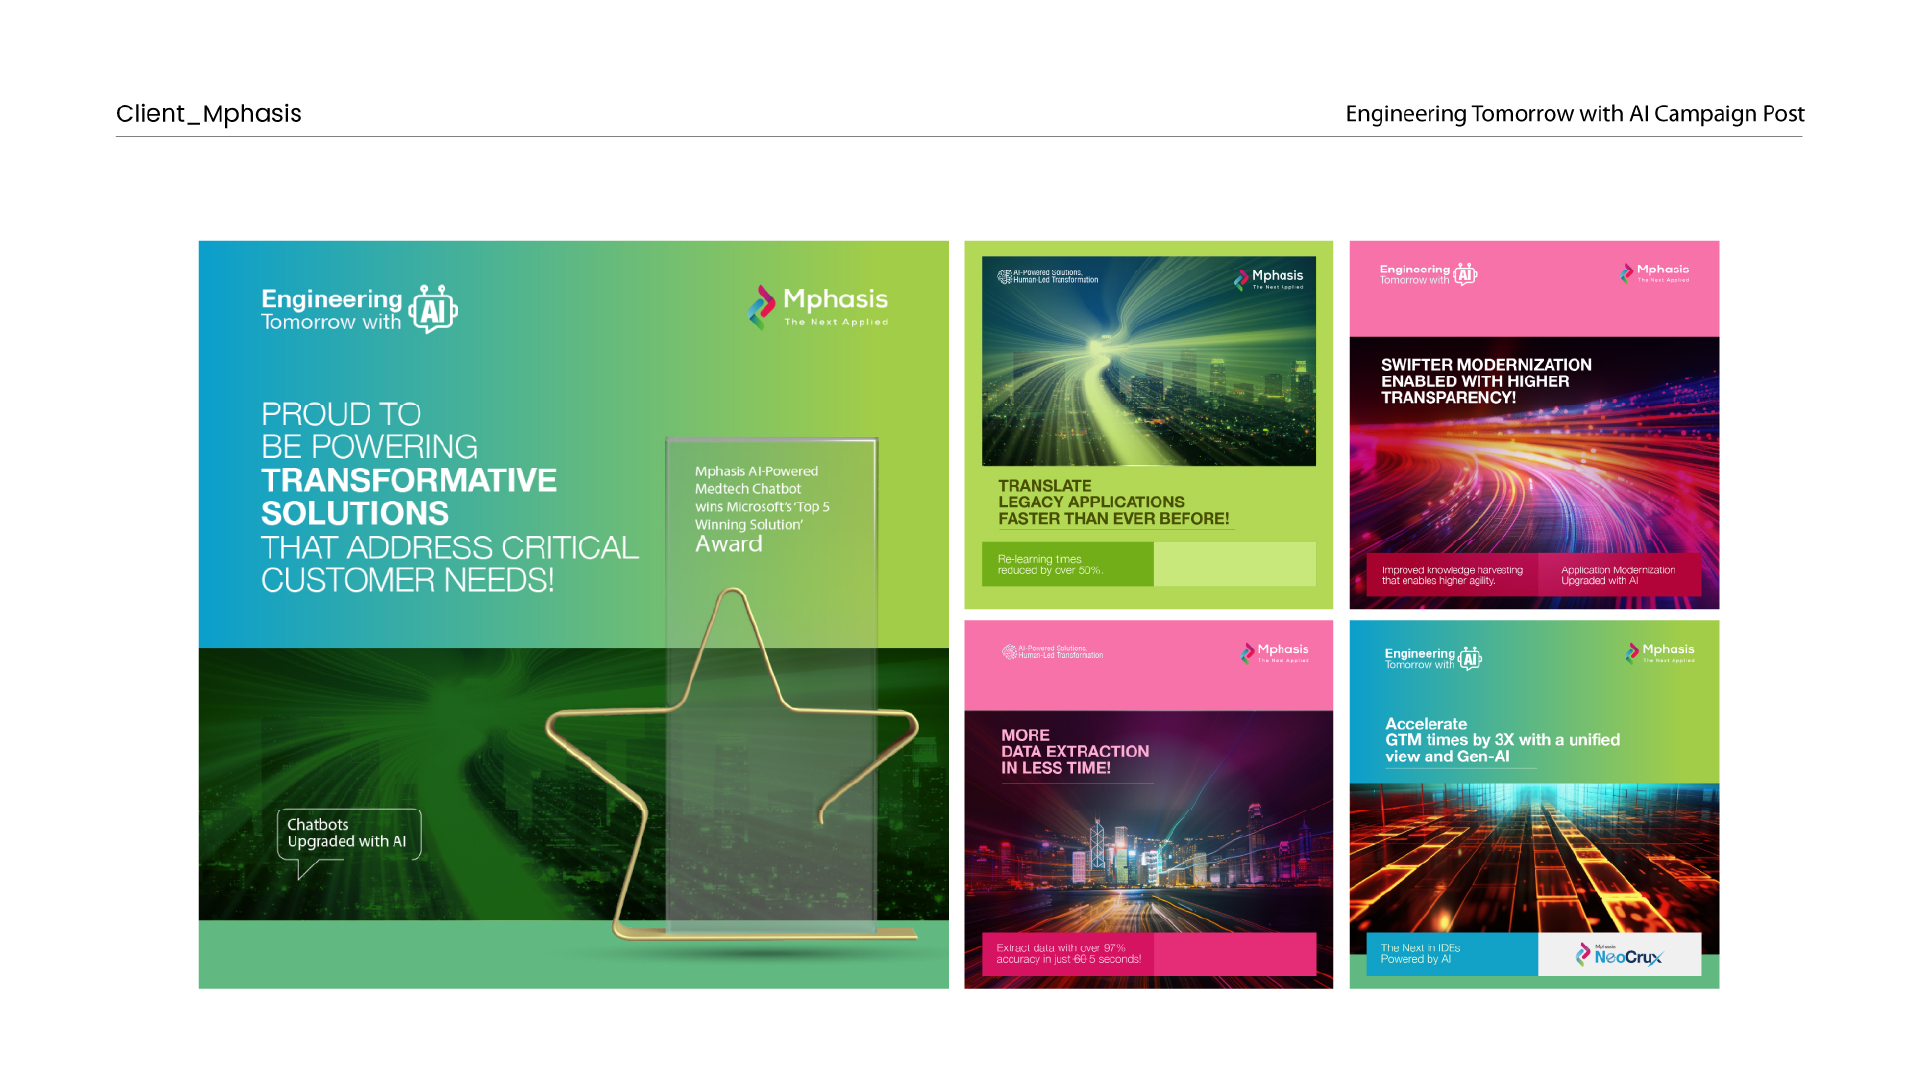 Client_Mphasis
Engineering Tomorrow with AI Campaign Post
Engineering
Tomorrow with AI
Mphasis
The Next Applied
PROUD TO
BE POWERING
TRANSFORMATIVE
SOLUTIONS
THAT ADDRESS CRITICAL
CUSTOMER NEEDS!
Mphasis AI-Powered
Medtech Chatbot
wins Microsoft's 'Top 5
Winning Solution'
Award
Chatbots
Upgraded with AI
AI-Powered Solutions,
Human-Led Transformation
Mphasis
The Next Applied
TRANSLATE
LEGACY APPLICATIONS
FASTER THAN EVER BEFORE!
Re-learning times
reduced by over 50%.
Engineering
Tomorrow with AI
Mphasis
The Next Applied
SWIFTER MODERNIZATION
ENABLED WITH HIGHER
TRANSPARENCY!
Improved knowledge harvesting
that enables higher agility.
Application Modernization
Upgraded with AI
AI-Powered Solutions,
Human-Led Transformation
Mphasis
The Next Applied
MORE
DATA EXTRACTION
IN LESS TIME!
Extract data with over 97%
accuracy in just 60 5 seconds!
Engineering
Tomorrow with AI
Mphasis
The Next Applied
Accelerate
GTM times by 3X with a unified
view and Gen-AI
The Next in IDEs
Powered by AI
Mphasis
NeoCrux